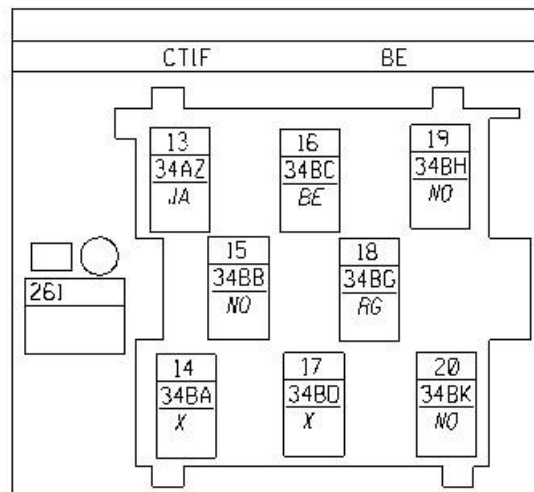 CTIF BE
13
34AZ
JA
16
34BC
BE
19
34BH
NO
15
34BB
NO
18
34BG
RG
261
14
34BA
X
17
34BD
X
20
34BK
NO